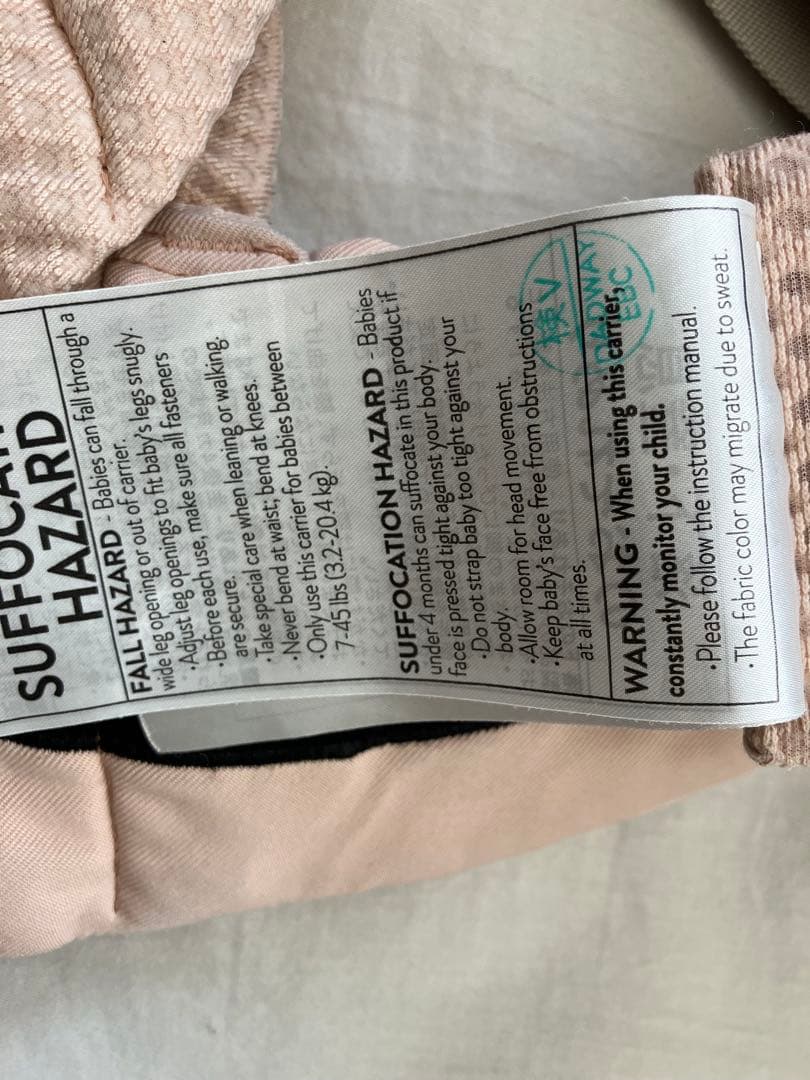 SUFFOCATION
HAZARD
FALL HAZARD - Babies can fall through a
wide leg opening or out of carrier.
·Adjust leg openings to fit baby's legs snugly.
·Before each use, make sure all fasteners
are secure.
·Take special care when leaning or walking.
·Never bend at waist; bend at knees.
·Only use this carrier for babies between
7-45 lbs (3.2-20.4 kg).
SUFFOCATION HAZARD - Babies
under 4 months can suffocate in this product if
face is pressed tight against your body.
·Do not strap baby too tight against your
body.
·Allow room for head movement.
·Keep baby's face free from obstructions
at all times.
検V
DADWAY
EBC
WARNING - When using this carrier,
constantly monitor your child.
·Please follow the instruction manual.
·The fabric color may migrate due to sweat.